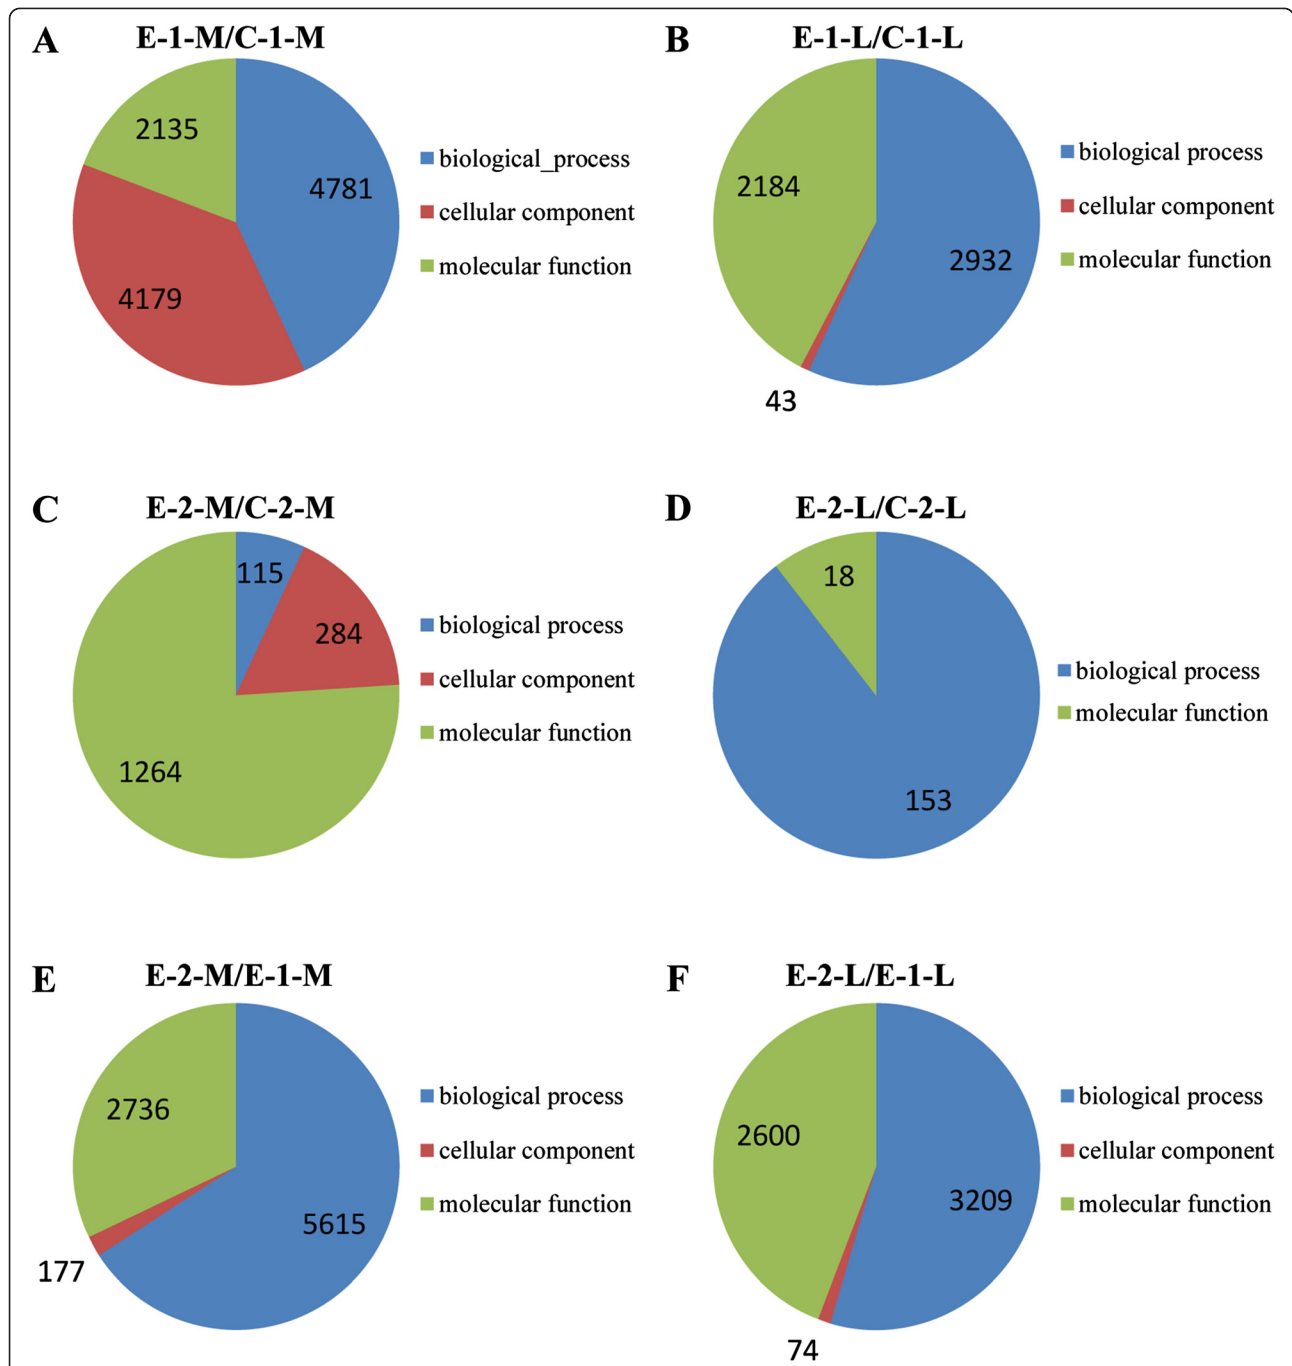 A
E-1-M/C-1-M
2135
4781
4179
biological_process
cellular component
molecular function
B
E-1-L/C-1-L
2184
2932
43
biological process
cellular component
molecular function
C
E-2-M/C-2-M
115
284
1264
biological process
cellular component
molecular function
D
E-2-L/C-2-L
18
153
biological process
molecular function
E
E-2-M/E-1-M
2736
5615
177
biological process
cellular component
molecular function
F
E-2-L/E-1-L
2600
3209
74
biological process
cellular component
molecular function